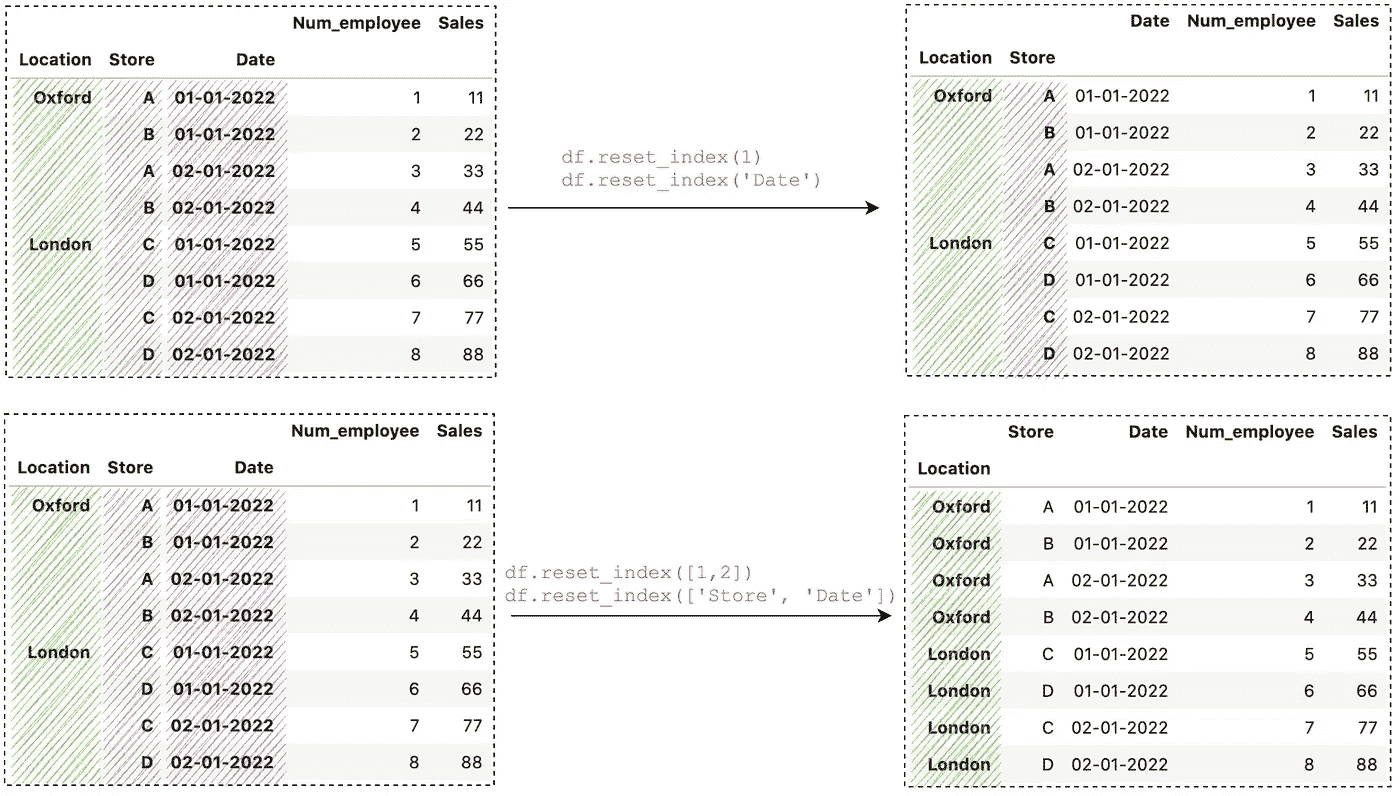 Num_employee Sales
Location Store Date
Oxford A 01-01-2022 1 11
B 01-01-2022 2 22
A 02-01-2022 3 33
B 02-01-2022 4 44
London C 01-01-2022 5 55
D 01-01-2022 6 66
C 02-01-2022 7 77
D 02-01-2022 8 88
df.reset_index(1)
df.reset_index('Date')
Date Num_employee Sales
Location Store
Oxford A 01-01-2022 1 11
B 01-01-2022 2 22
A 02-01-2022 3 33
B 02-01-2022 4 44
London C 01-01-2022 5 55
D 01-01-2022 6 66
C 02-01-2022 7 77
D 02-01-2022 8 88
Num_employee Sales
Location Store Date
Oxford A 01-01-2022 1 11
B 01-01-2022 2 22
A 02-01-2022 3 33
B 02-01-2022 4 44
London C 01-01-2022 5 55
D 01-01-2022 6 66
C 02-01-2022 7 77
D 02-01-2022 8 88
df.reset_index([1,2])
df.reset_index(['Store', 'Date'])
Store Date Num_employee Sales
Location
Oxford A 01-01-2022 1 11
Oxford B 01-01-2022 2 22
Oxford A 02-01-2022 3 33
Oxford B 02-01-2022 4 44
London C 01-01-2022 5 55
London D 01-01-2022 6 66
London C 02-01-2022 7 77
London D 02-01-2022 8 88